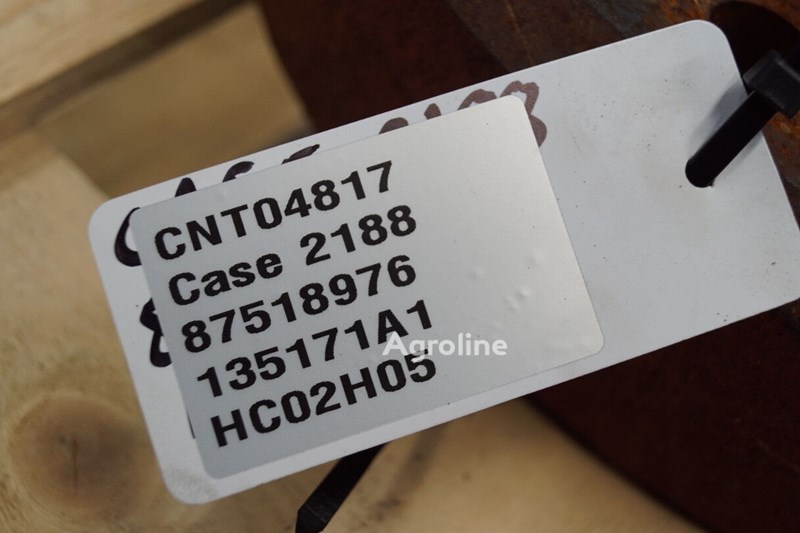 CNT04817
Case 2188
87518976
135171A1
HC02H05
Agroline